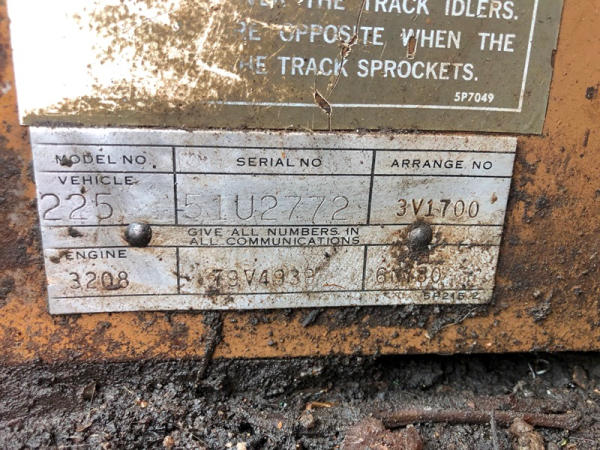 THE TRACK IDLERS.
OPPOSITE WHEN THE
THE TRACK SPROCKETS.
5P7049
MODEL NO. SERIAL NO ARRANGE. NO
VEHICLE
225 51U2772 3V1700
GIVE ALL NUMBERS IN
ALL COMMUNICATIONS
ENGINE
3208